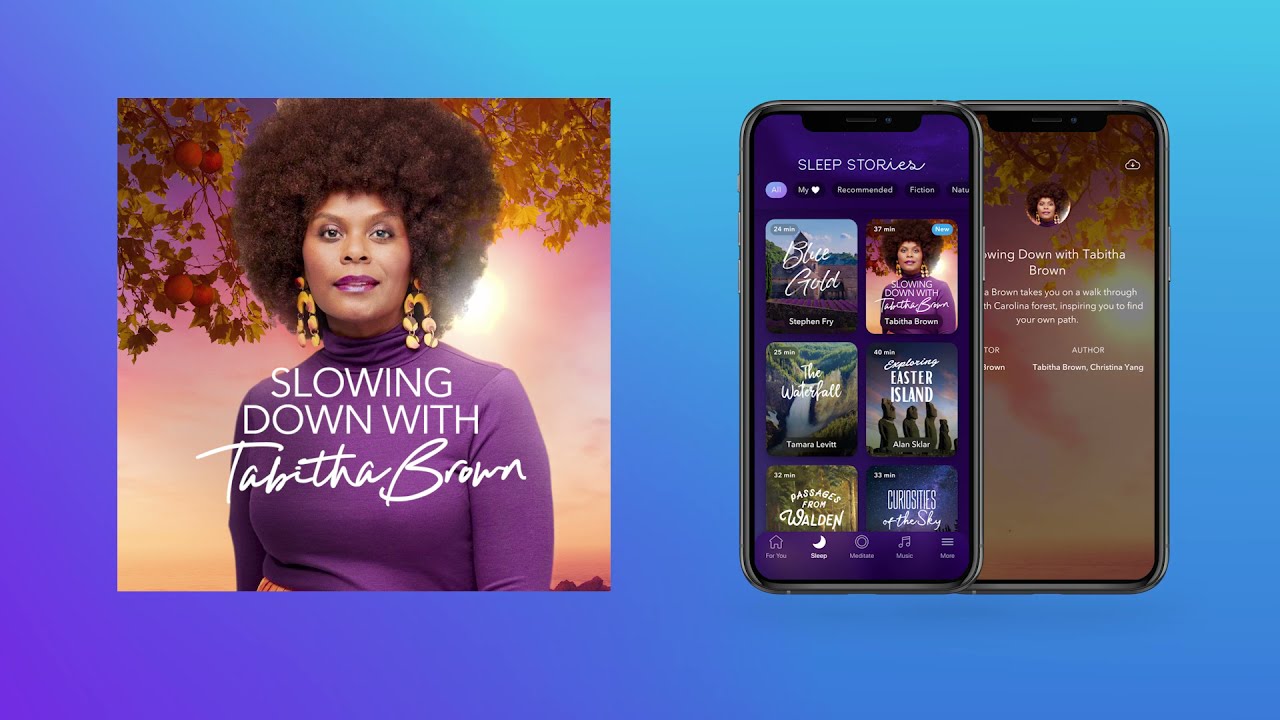 SLOWING
DOWN WITH
Tabitha Brown
SLEEP STORies
All
My
Recommended
Fiction
Natu
24 min
Blue
Gold
Stephen Fry
37 min
New
SLOWING
DOWN WITH
Tabitha Brown
Tabitha Brown
25 min
The
Waterfall
Tamara Levitt
40 min
Exploring
EASTER
ISLAND
Alan Sklar
32 min
PASSAGES
FROM
WALDEN
33 min
CURIOSITIES
of the Sky
For You
Sleep
Meditate
Music
More
owing Down with Tabitha
Brown
a Brown takes you on a walk through
th Carolina forest, inspiring you to find
your own path.
TOR
AUTHOR
Brown
Tabitha Brown, Christina Yang